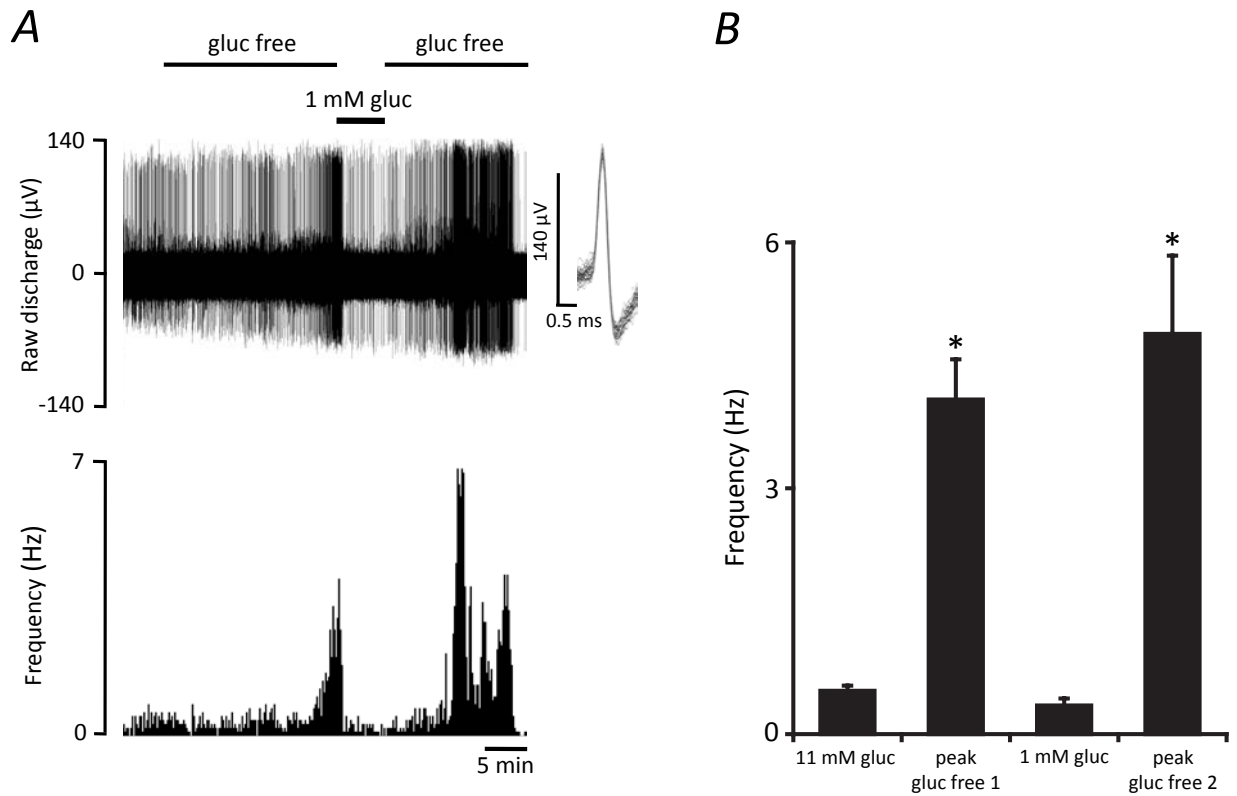 A
gluc free
gluc free
1 mM gluc
140
0
-140
Raw discharge (µV)
140 µV
0.5 ms
7
0
Frequency (Hz)
5 min
B
6
3
0
Frequency (Hz)
*
*
11 mM gluc
peak
gluc free 1
1 mM gluc
peak
gluc free 2